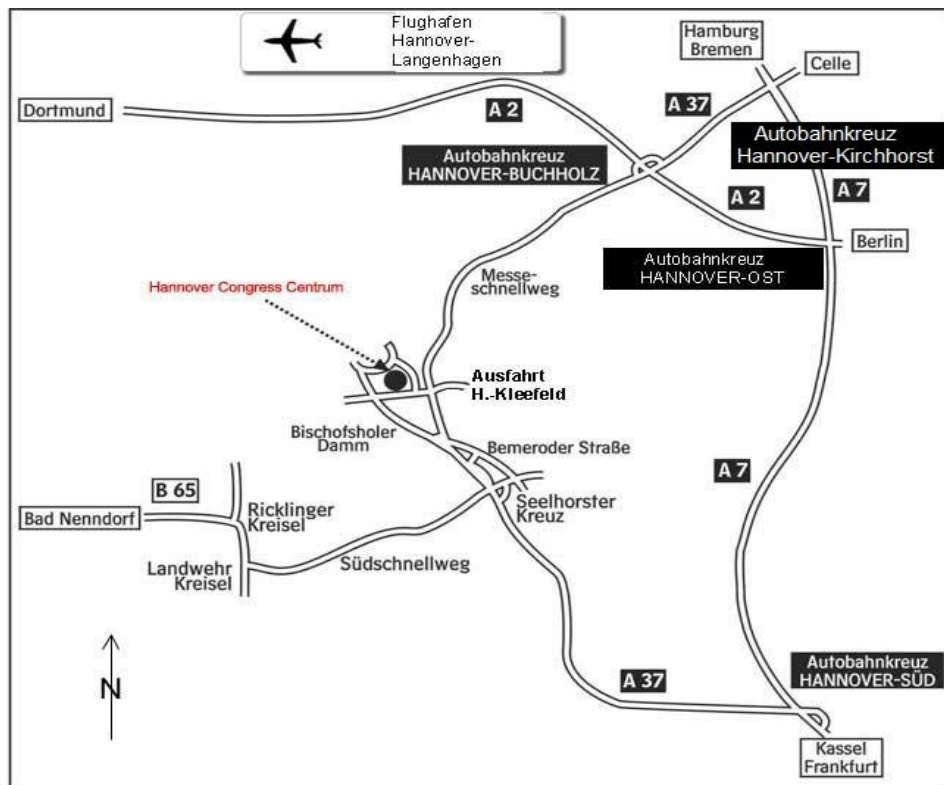 Flughafen
Hannover-
Langenhagen
Hamburg
Bremen
Celle
Dortmund
A 2
A 37
Autobahnkreuz
Hannover-Kirchhorst
Autobahnkreuz
HANNOVER-BUCHHOLZ
A 7
A 2
Berlin
Autobahnkreuz
HANNOVER-OST
Messe-
schnellweg
Hannover Congress Centrum
Ausfahrt
H.-Kleefeld
Bischofsholer
Damm
Bemeroder Straße
A 7
B 65
Bad Nenndorf
Ricklinger
Kreisel
Seelhorster
Kreuz
Landwehr
Kreisel
Südschnellweg
N
A 37
Autobahnkreuz
HANNOVER-SÜD
Kassel
Frankfurt